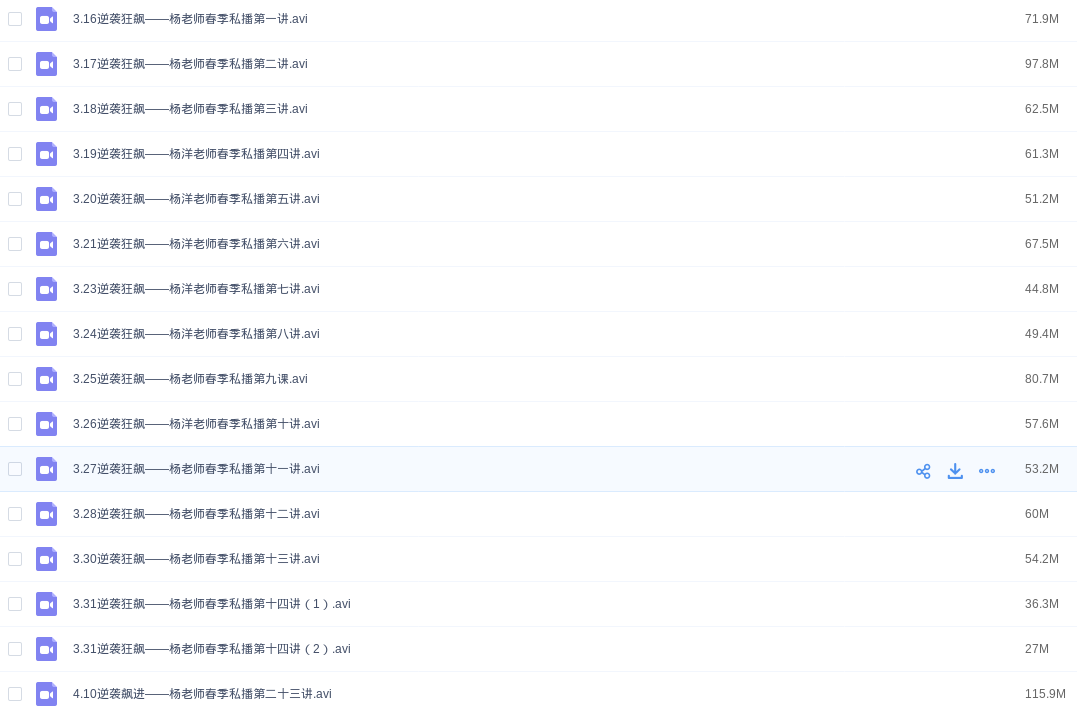 3.16逆袭狂飙——杨老师春季私播第一讲.avi 71.9M
3.17逆袭狂飙——杨老师春季私播第二讲.avi 97.8M
3.18逆袭狂飙——杨老师春季私播第三讲.avi 62.5M
3.19逆袭狂飙——杨洋老师春季私播第四讲.avi 61.3M
3.20逆袭狂飙——杨洋老师春季私播第五讲.avi 51.2M
3.21逆袭狂飙——杨洋老师春季私播第六讲.avi 67.5M
3.23逆袭狂飙——杨洋老师春季私播第七讲.avi 44.8M
3.24逆袭狂飙——杨洋老师春季私播第八讲.avi 49.4M
3.25逆袭狂飙——杨老师春季私播第九课.avi 80.7M
3.26逆袭狂飙——杨洋老师春季私播第十讲.avi 57.6M
3.27逆袭狂飙——杨老师春季私播第十一讲.avi 53.2M
3.28逆袭狂飙——杨老师春季私播第十二讲.avi 60M
3.30逆袭狂飙——杨老师春季私播第十三讲.avi 54.2M
3.31逆袭狂飙——杨老师春季私播第十四讲（1）.avi 36.3M
3.31逆袭狂飙——杨老师春季私播第十四讲（2）.avi 27M
4.10逆袭飙进——杨老师春季私播第二十三讲.avi 115.9M